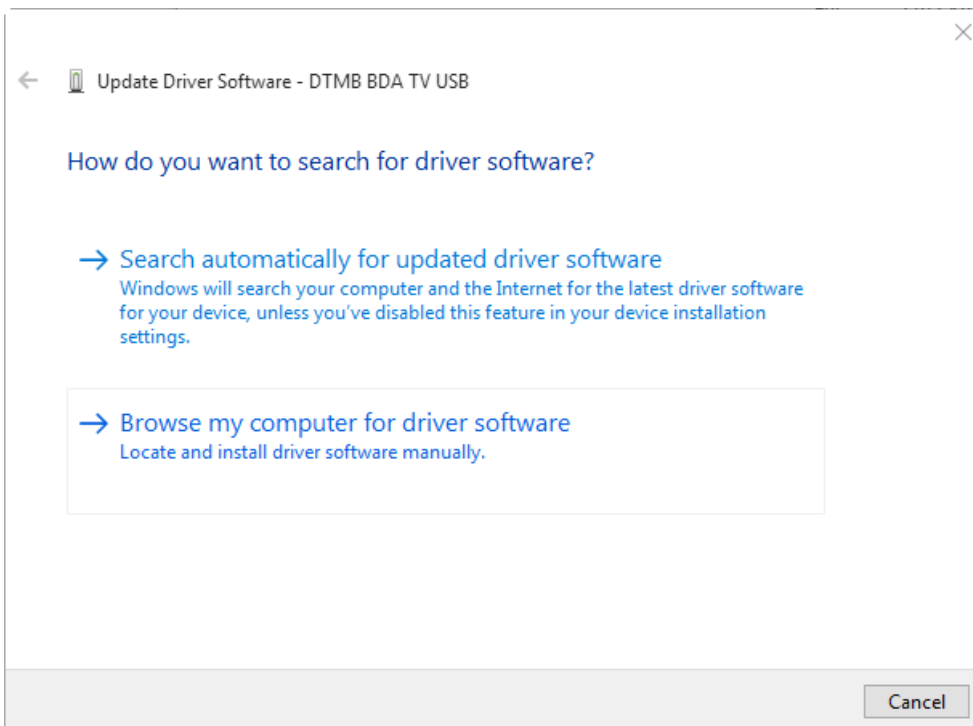 Update Driver Software - DTMB BDA TV USB
How do you want to search for driver software?
Search automatically for updated driver software
Windows will search your computer and the Internet for the latest driver software
for your device, unless you've disabled this feature in your device installation
settings.
Browse my computer for driver software
Locate and install driver software manually.
Cancel